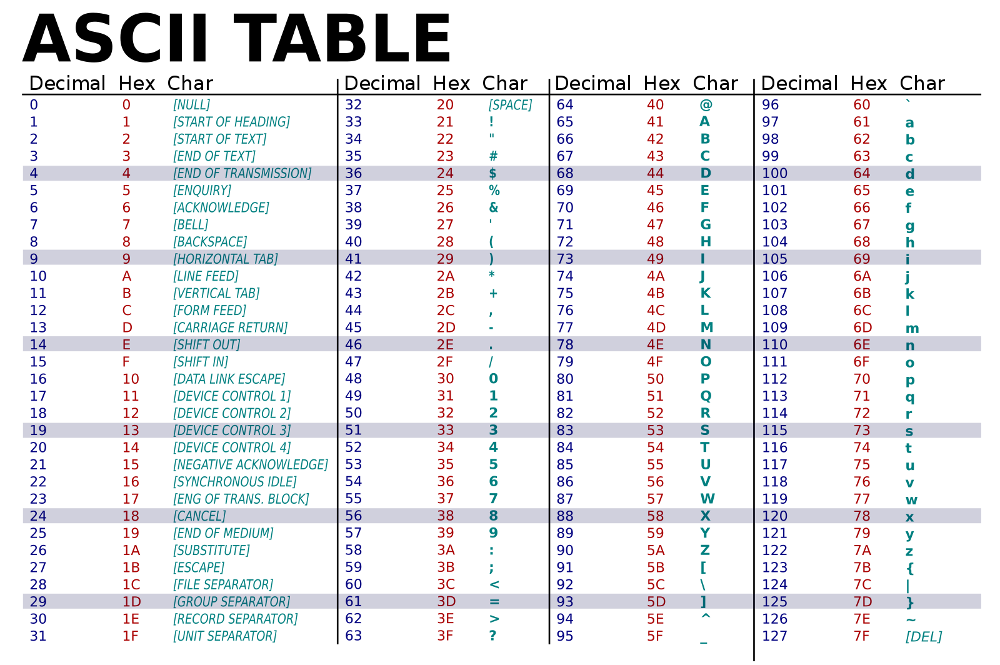 ASCII TABLE
Decimal Hex Char Decimal Hex Char Decimal Hex Char Decimal Hex Char
0 0 [NULL] 32 20 [SPACE] 64 40 @ 96 60 `
1 1 [START OF HEADING] 33 21 ! 65 41 A 97 61 a
2 2 [START OF TEXT] 34 22 " 66 42 B 98 62 b
3 3 [END OF TEXT] 35 23 # 67 43 C 99 63 c
4 4 [END OF TRANSMISSION] 36 24 $ 68 44 D 100 64 d
5 5 [ENQUIRY] 37 25 % 69 45 E 101 65 e
6 6 [ACKNOWLEDGE] 38 26 & 70 46 F 102 66 f
7 7 [BELL] 39 27 ' 71 47 G 103 67 g
8 8 [BACKSPACE] 40 28 ( 72 48 H 104 68 h
9 9 [HORIZONTAL TAB] 41 29 ) 73 49 I 105 69 i
10 A [LINE FEED] 42 2A * 74 4A J 106 6A j
11 B [VERTICAL TAB] 43 2B + 75 4B K 107 6B k
12 C [FORM FEED] 44 2C , 76 4C L 108 6C l
13 D [CARRIAGE RETURN] 45 2D - 77 4D M 109 6D m
14 E [SHIFT OUT] 46 2E . 78 4E N 110 6E n
15 F [SHIFT IN] 47 2F / 79 4F O 111 6F o
16 10 [DATA LINK ESCAPE] 48 30 0 80 50 P 112 70 p
17 11 [DEVICE CONTROL 1] 49 31 1 81 51 Q 113 71 q
18 12 [DEVICE CONTROL 2] 50 32 2 82 52 R 114 72 r
19 13 [DEVICE CONTROL 3] 51 33 3 83 53 S 115 73 s
20 14 [DEVICE CONTROL 4] 52 34 4 84 54 T 116 74 t
21 15 [NEGATIVE ACKNOWLEDGE] 53 35 5 85 55 U 117 75 u
22 16 [SYNCHRONOUS IDLE] 54 36 6 86 56 V 118 76 v
23 17 [ENG OF TRANS. BLOCK] 55 37 7 87 57 W 119 77 w
24 18 [CANCEL] 56 38 8 88 58 X 120 78 x
25 19 [END OF MEDIUM] 57 39 9 89 59 Y 121 79 y
26 1A [SUBSTITUTE] 58 3A : 90 5A Z 122 7A z
27 1B [ESCAPE] 59 3B ; 91 5B [ 123 7B {
28 1C [FILE SEPARATOR] 60 3C < 92 5C \ 124 7C |
29 1D [GROUP SEPARATOR] 61 3D = 93 5D ] 125 7D }
30 1E [RECORD SEPARATOR] 62 3E > 94 5E ^ 126 7E ~
31 1F [UNIT SEPARATOR] 63 3F ? 95 5F _ 127 7F [DEL]